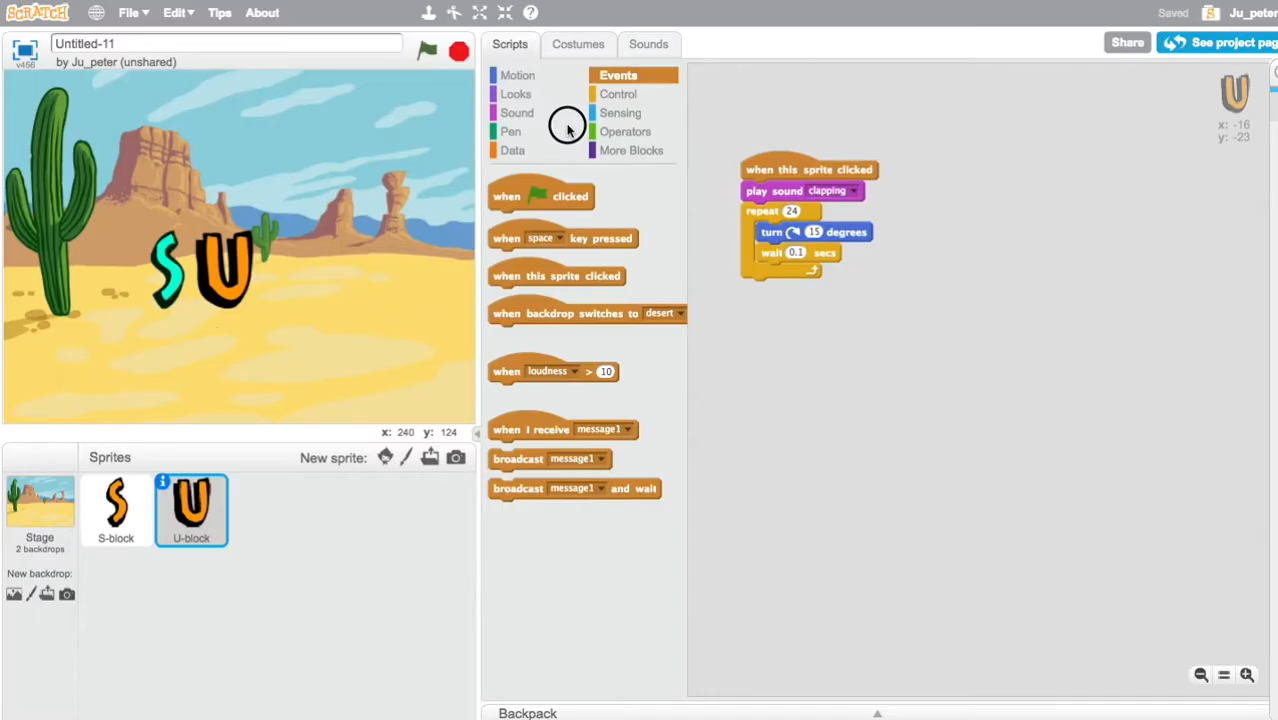 SCRATCH File Edit Tips About Saved Ju_peter
v456 Untitled-11
by Ju_peter (unshared)
Scripts Costumes Sounds Share See project pag
Motion Events
Looks Control
Sound Sensing
Pen Operators
Data More Blocks
when clicked
when space key pressed
when this sprite clicked
when backdrop switches to desert
when loudness > 10
when I receive message1
broadcast message1
broadcast message1 and wait
when this sprite clicked
play sound clapping
repeat 24
turn 15 degrees
wait 0.1 secs
U
x: -16
y: -23
S U
x: 240 y: 124
Sprites New sprite:
Stage
2 backdrops
New backdrop:
S
S-block
i
U
U-block
Backpack